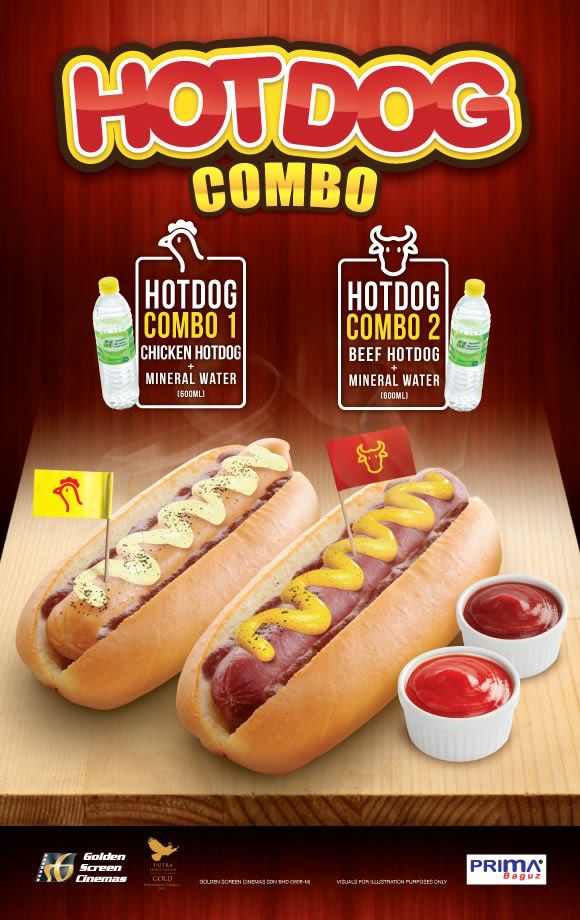 HOTDOG
COMBO
HOTDOG
COMBO 1
CHICKEN HOTDOG
+
MINERAL WATER
(600ML)
HOTDOG
COMBO 2
BEEF HOTDOG
+
MINERAL WATER
(600ML)
Golden
Screen
Cinemas
PUTRA
GOLD
GOLDEN SCREEN CINEMAS SDN BHD
VISUALS FOR ILLUSTRATION PURPOSES ONLY
PRIMA
Baguz